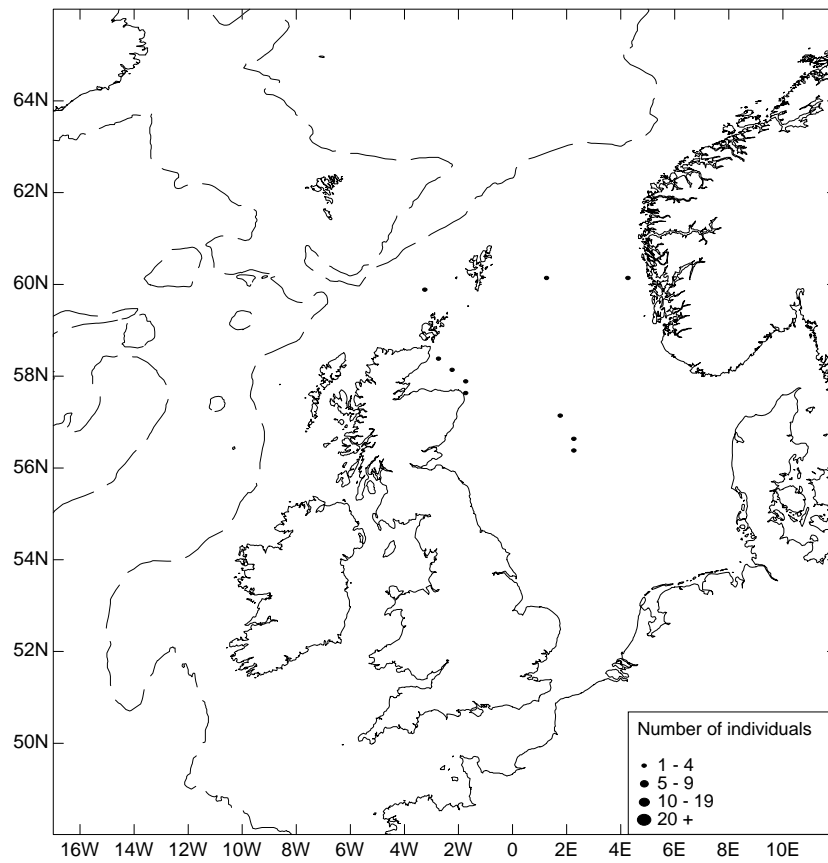 64N
62N
60N
58N
56N
54N
52N
50N
Number of individuals
1 - 4
5 - 9
10 - 19
20 +
16W 14W 12W 10W 8W 6W 4W 2W 0 2E 4E 6E 8E 10E